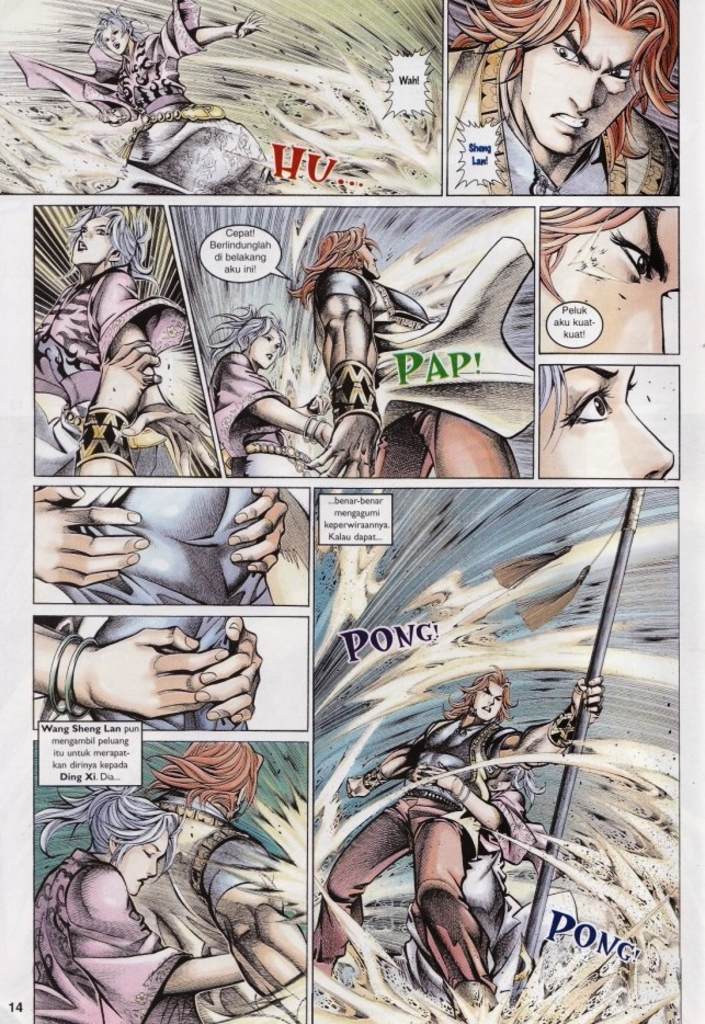 Wah!
HU....
Sheng
Lan!
Cepat!
Berlindunglah
di belakang
aku ini!
PAP!
Peluk
aku kuat-
kuat!
Wang Sheng Lan pun
mengambil peluang
itu untuk merapat-
kan dirinya kepada
Ding Xi. Dia...
...benar-benar
mengagumi
keperwiraannya.
Kalau dapat...
PONG!
PONG!
14